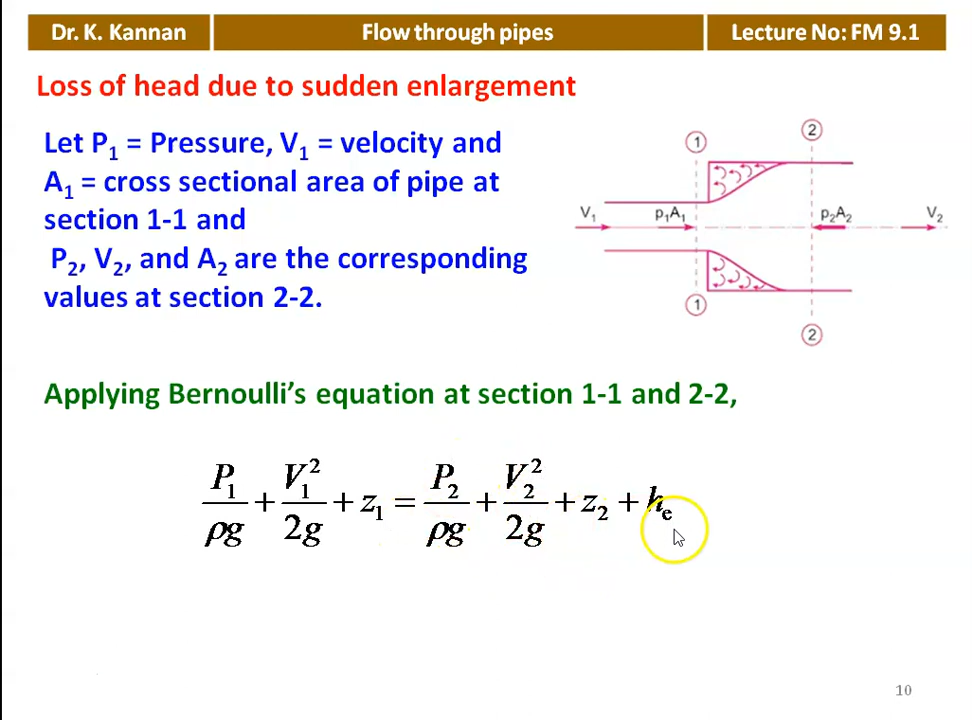 Dr. K. Kannan
Flow through pipes
Lecture No: FM 9.1
Loss of head due to sudden enlargement
Let P₁ = Pressure, V₁ = velocity and
A₁ = cross sectional area of pipe at
section 1-1 and
P₂, V₂, and A₂ are the corresponding
values at section 2-2.
① ②
V₁ p₁A₁ p₂A₂ V₂
① ②
Applying Bernoulli’s equation at section 1-1 and 2-2,
P₁/ρg + V₁²/2g + z₁ = P₂/ρg + V₂²/2g + z₂ + hₑ
10